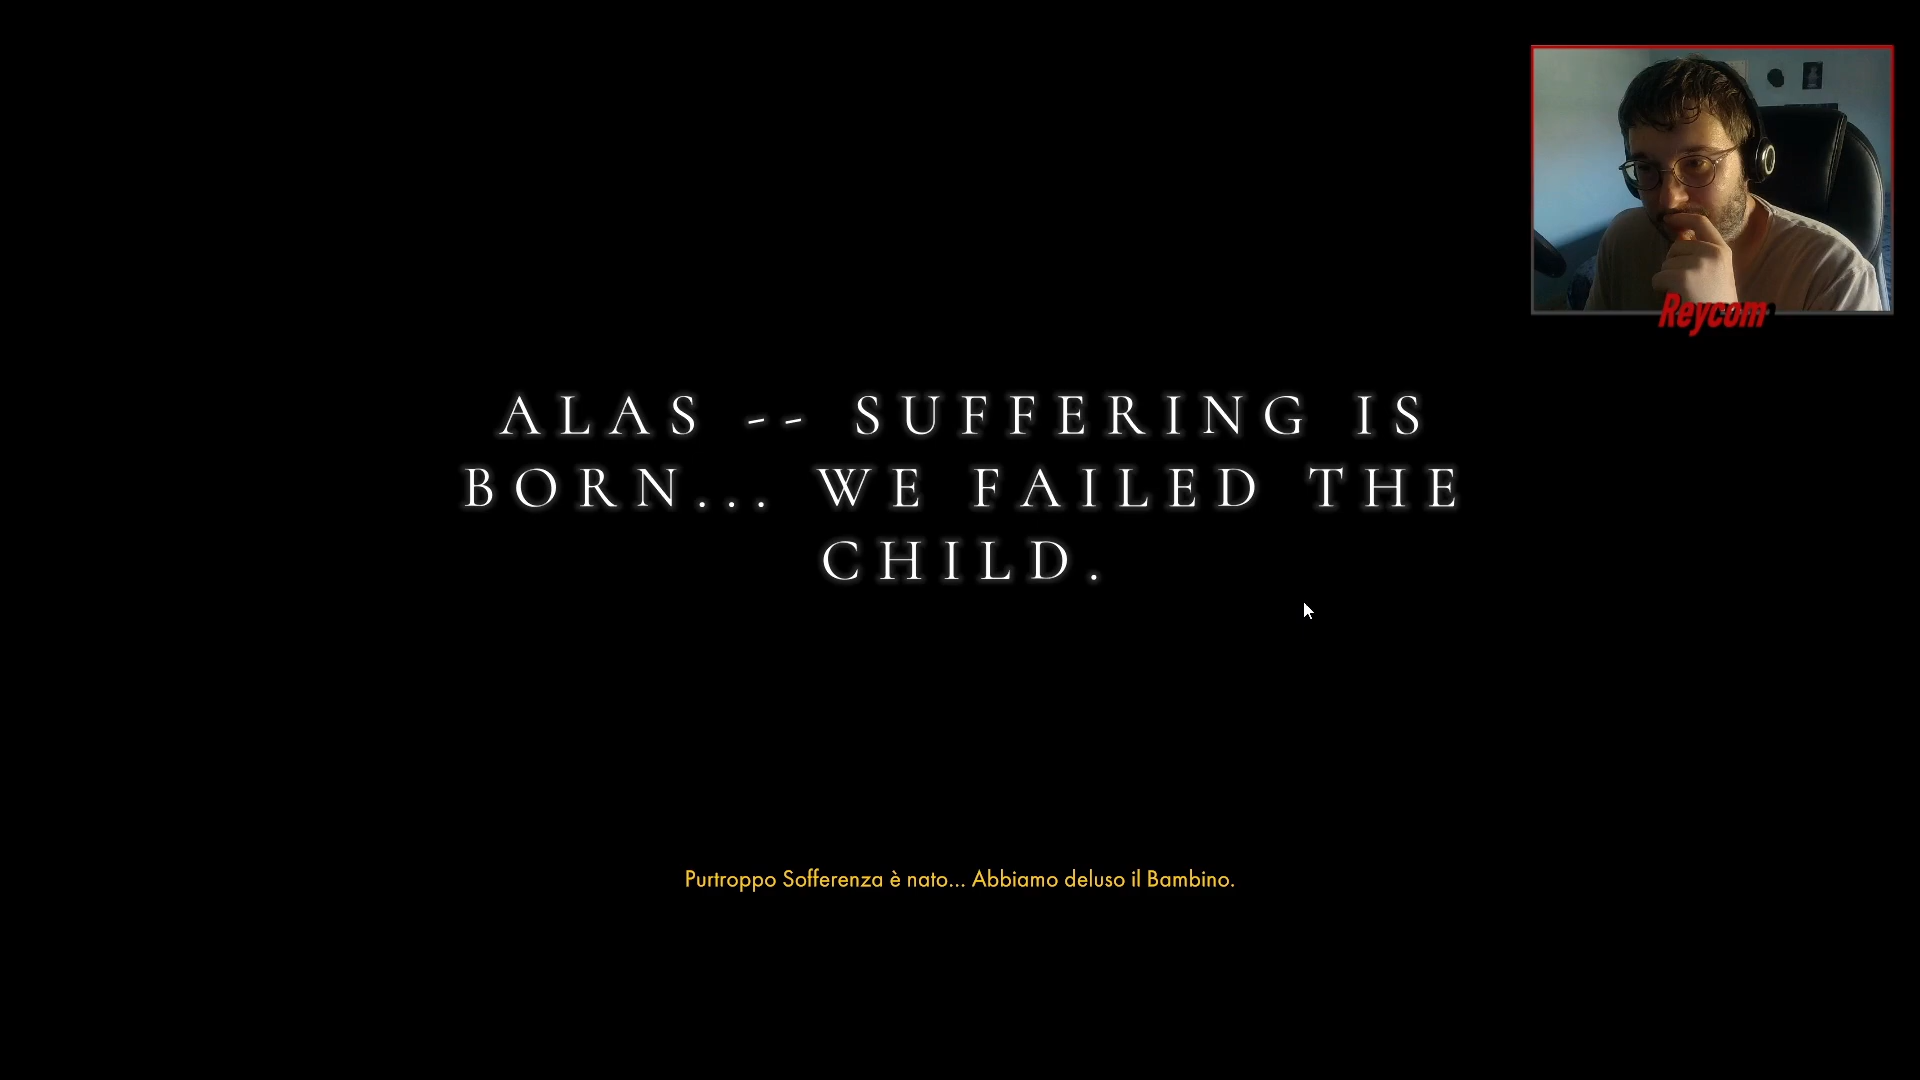 Reycom
ALAS -- SUFFERING IS
BORN... WE FAILED THE
CHILD.
Purtroppo Sofferenza è nato... Abbiamo deluso il Bambino.